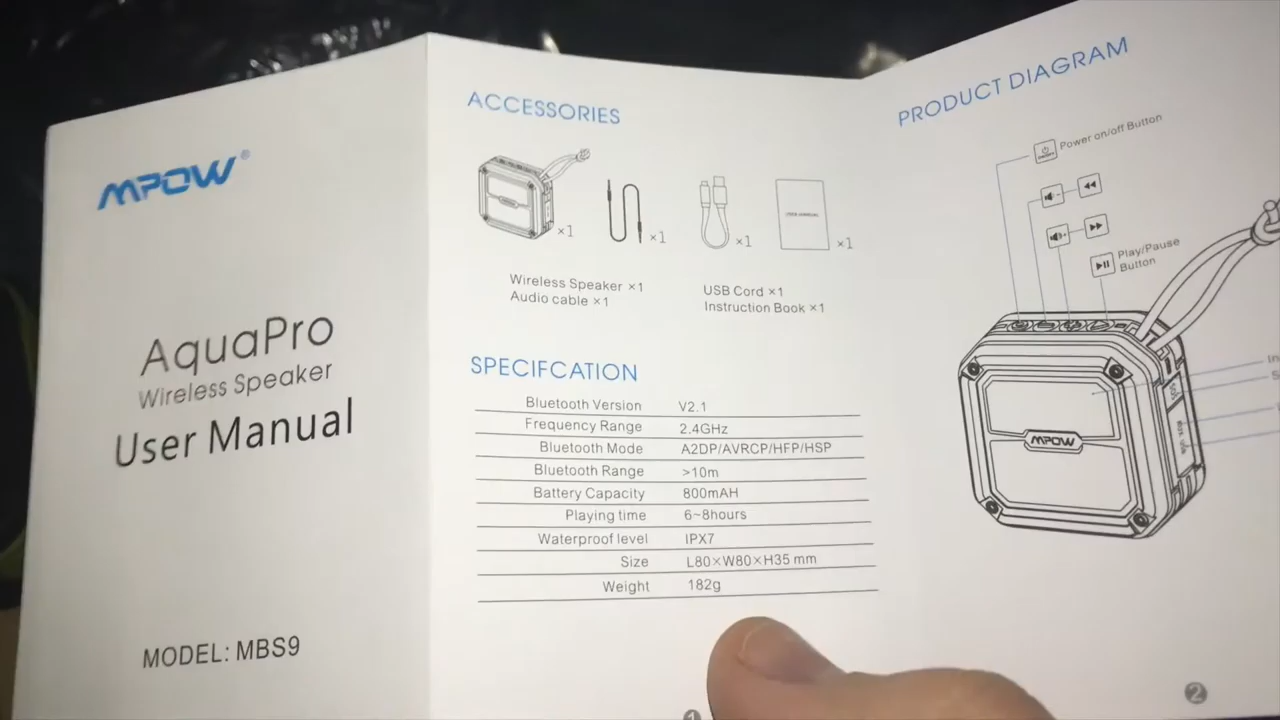 MPOW®
AquaPro
Wireless Speaker
User Manual
MODEL: MBS9
ACCESSORIES
×1
×1
×1
USER MANUAL
×1
Wireless Speaker ×1
Audio cable ×1
USB Cord ×1
Instruction Book ×1
SPECIFCATION
Bluetooth Version V2.1
Frequency Range 2.4GHz
Bluetooth Mode A2DP/AVRCP/HFP/HSP
Bluetooth Range >10m
Battery Capacity 800mAH
Playing time 6~8hours
Waterproof level IPX7
Size L80×W80×H35 mm
Weight 182g
1
PRODUCT DIAGRAM
Power on/off Button
Play/Pause
Button
MPOW
2